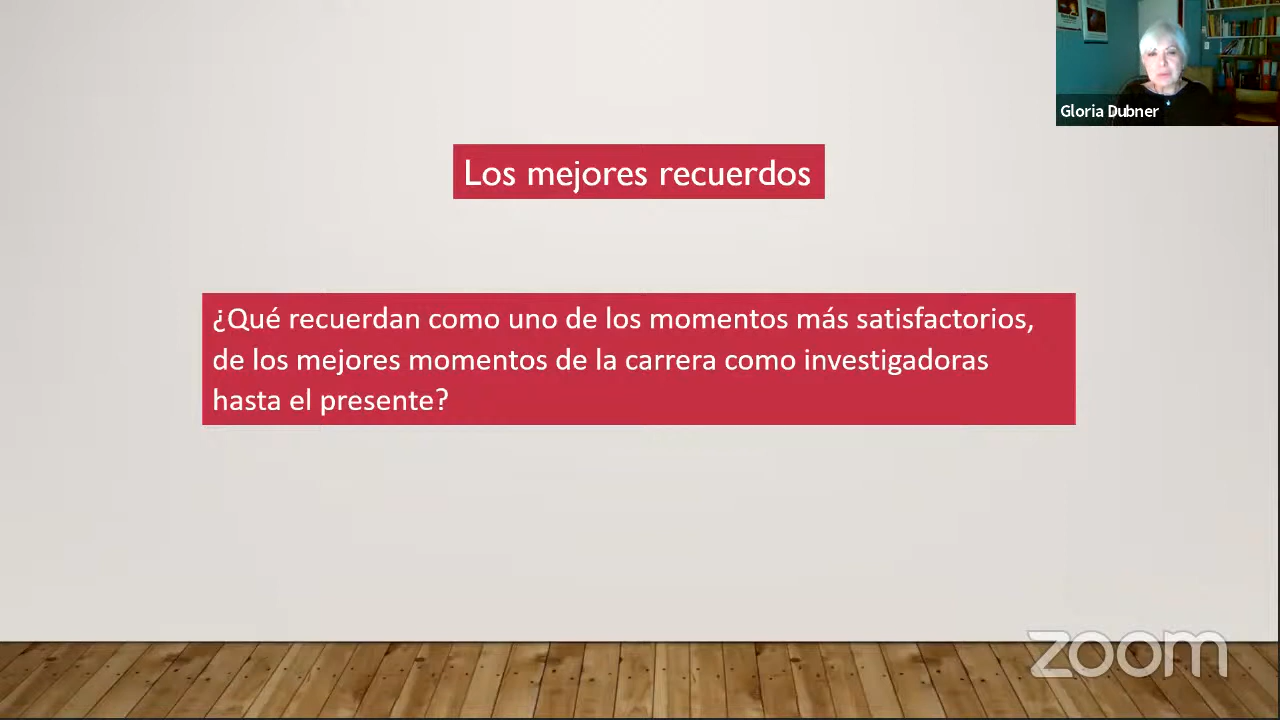 Gloria Dubner
Los mejores recuerdos
¿Qué recuerdan como uno de los momentos más satisfactorios,
de los mejores momentos de la carrera como investigadoras
hasta el presente?
zoom